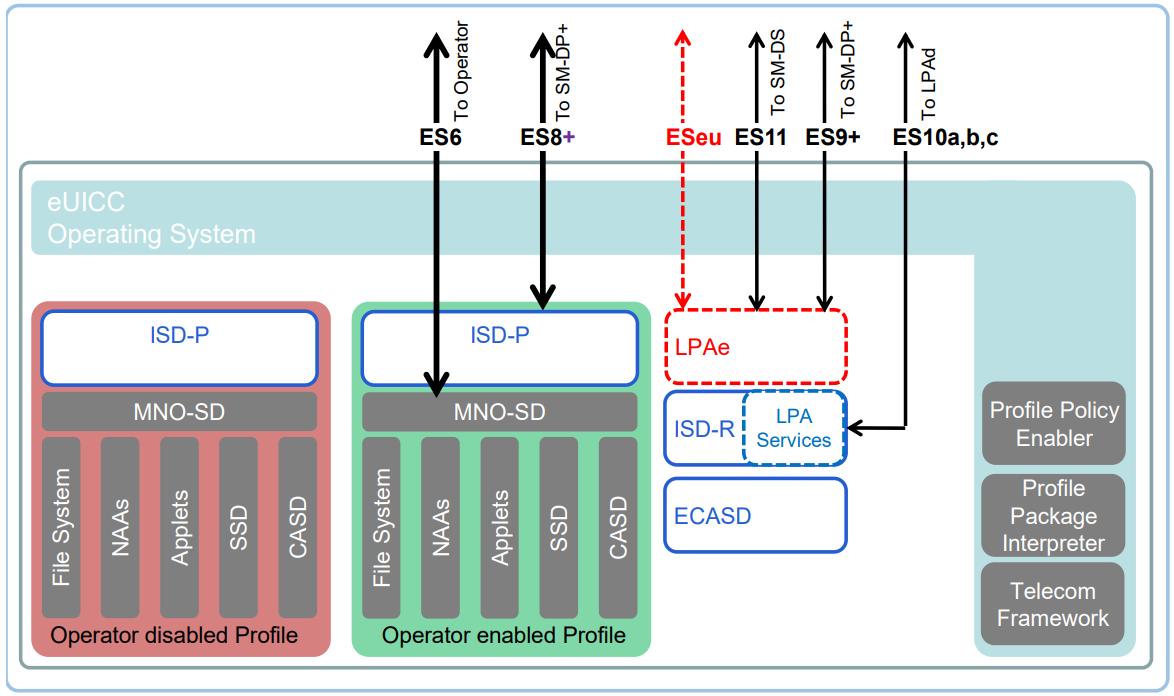 To Operator
To SM-DP+
To SM-DS
To SM-DP+
To LPAd
ES6
ES8+
ESeu
ES11
ES9+
ES10a,b,c
eUICC
Operating System
ISD-P
MNO-SD
File System
NAAs
Applets
SSD
CASD
Operator disabled Profile
ISD-P
MNO-SD
File System
NAAs
Applets
SSD
CASD
Operator enabled Profile
LPAe
ISD-R
LPA
Services
ECASD
Profile Policy
Enabler
Profile
Package
Interpreter
Telecom
Framework